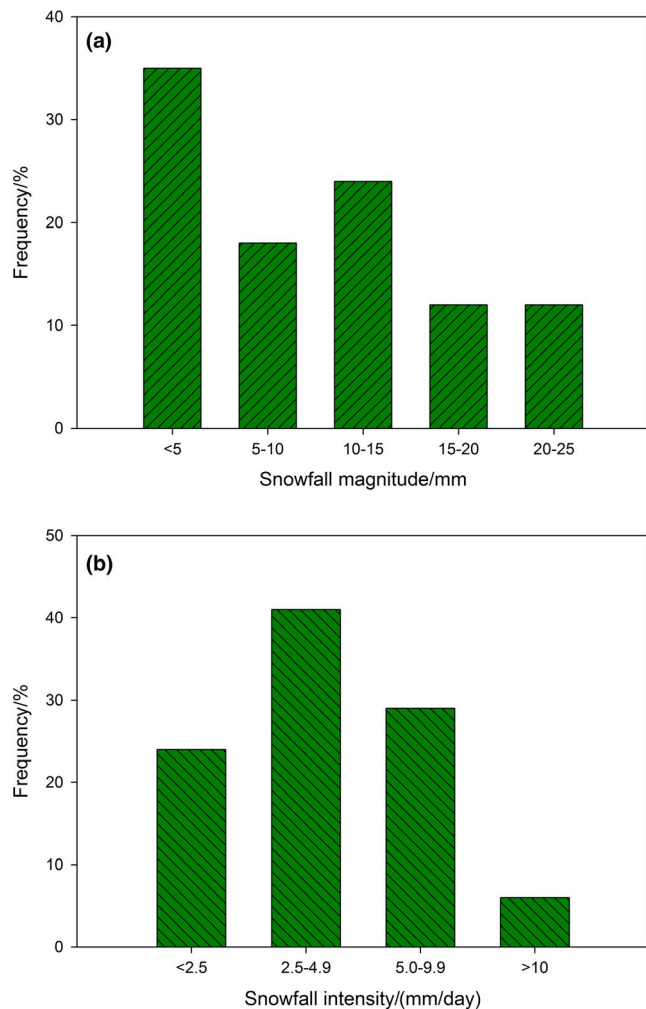 (a)
40
30
20
10
0
Frequency/%
<5 5-10 10-15 15-20 20-25
Snowfall magnitude/mm
(b)
50
40
30
20
10
0
Frequency/%
<2.5 2.5-4.9 5.0-9.9 >10
Snowfall intensity/(mm/day)